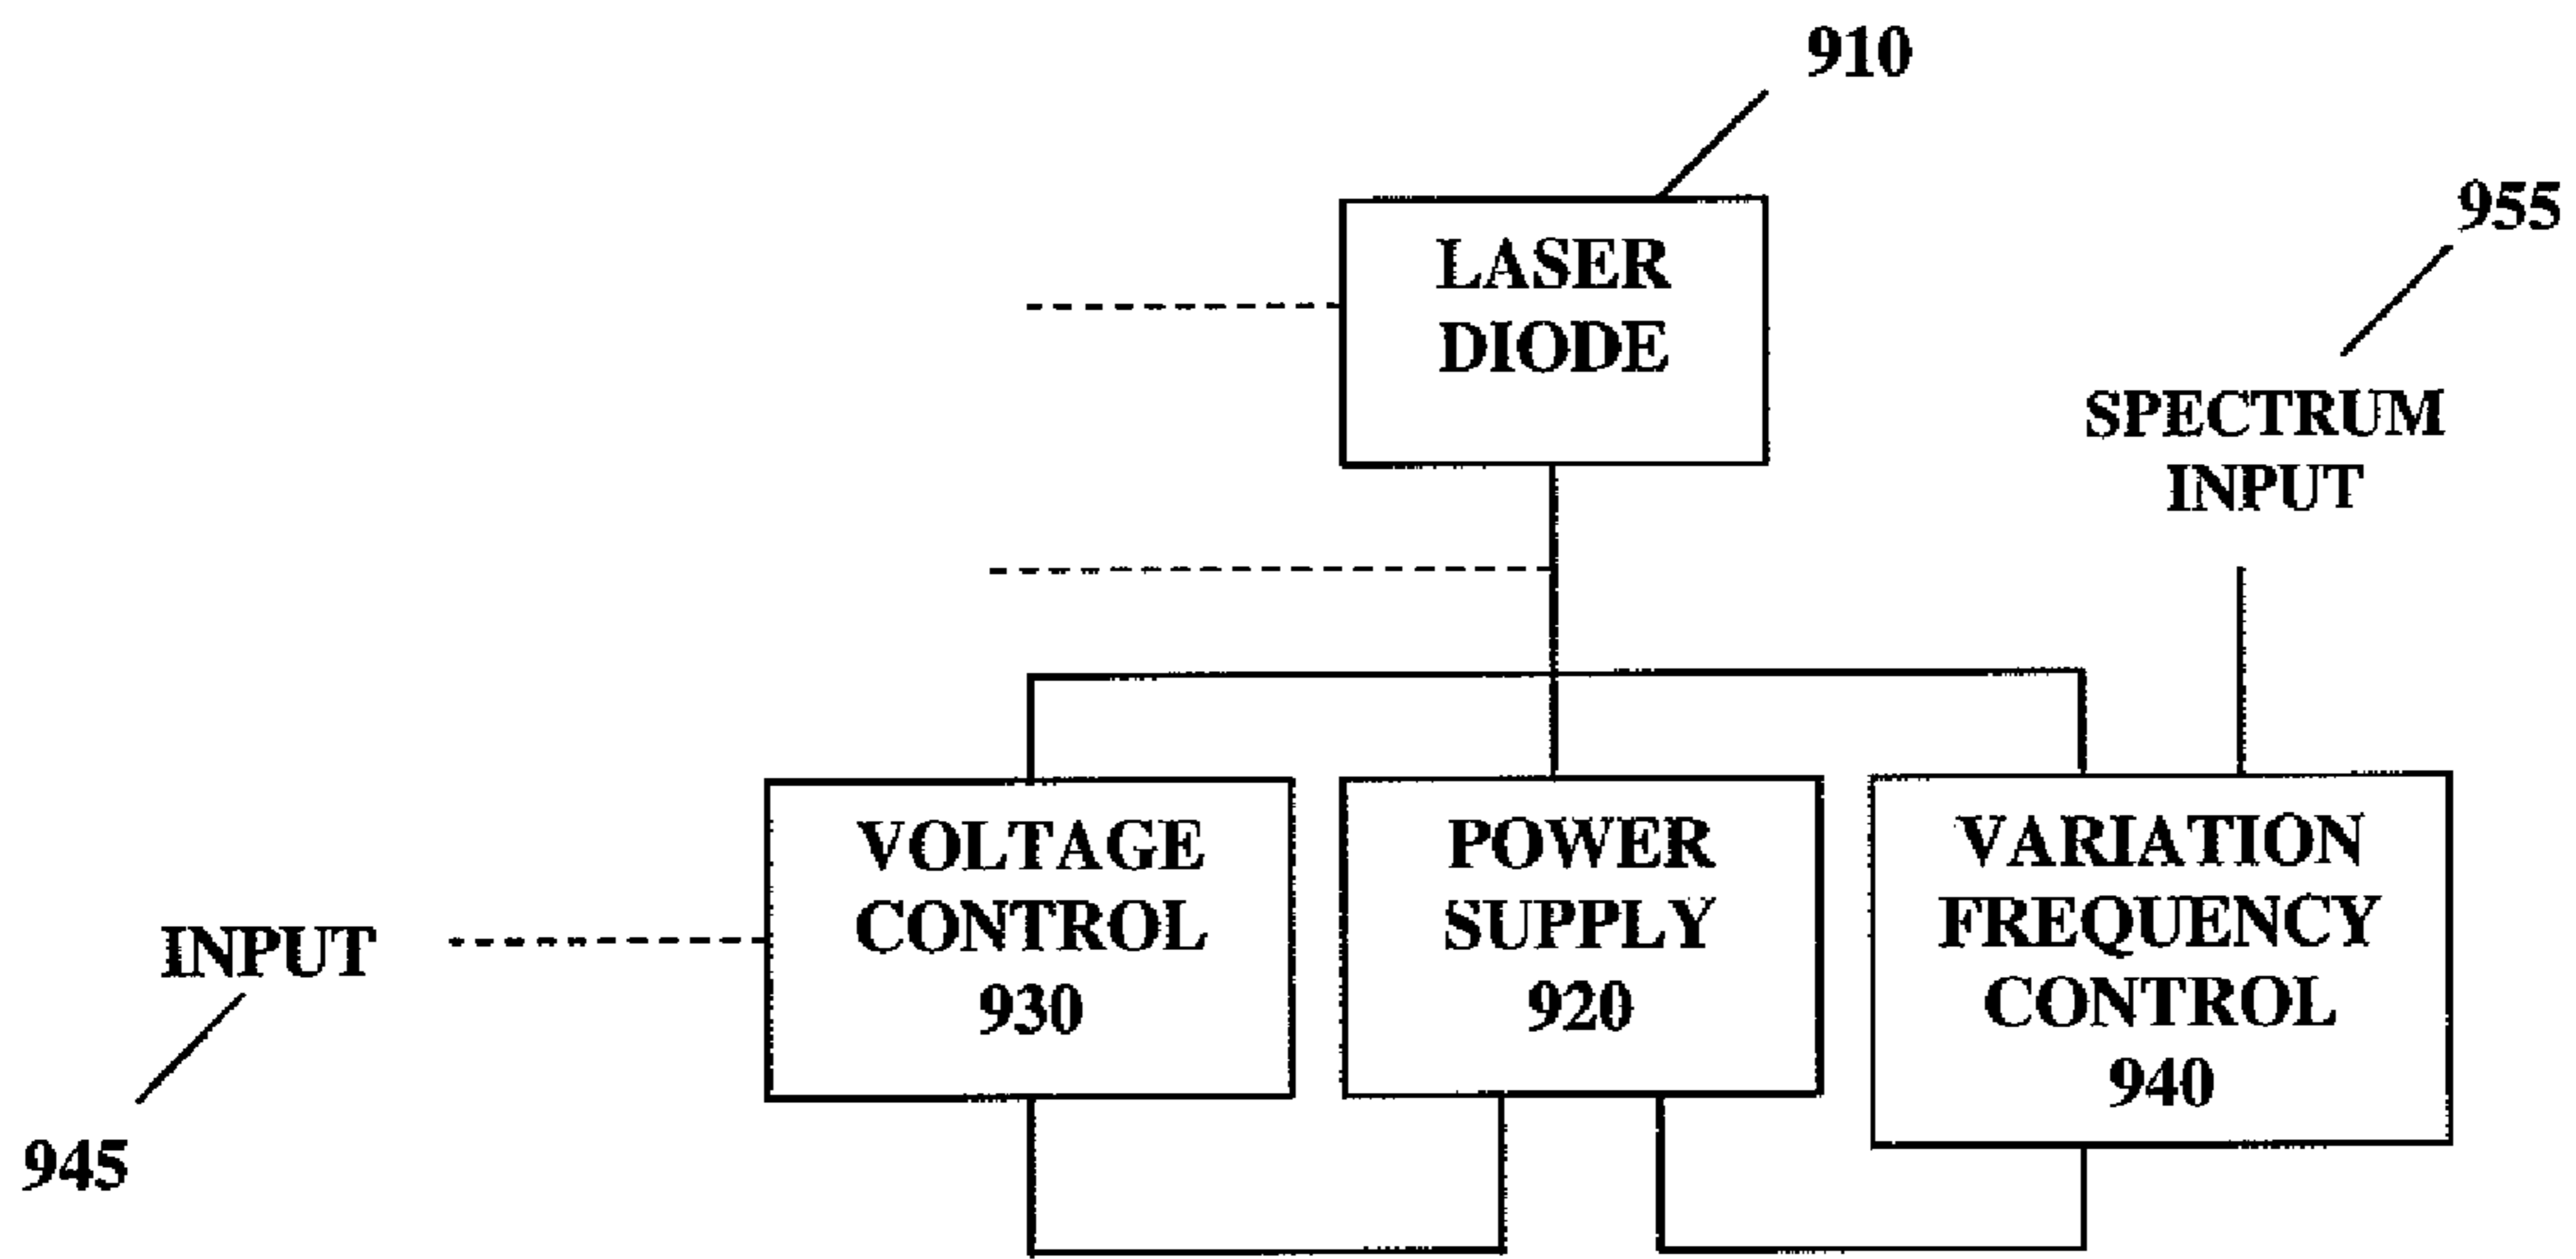 910
955
LASER
DIODE
SPECTRUM
INPUT
VOLTAGE
CONTROL
930
POWER
SUPPLY
920
VARIATION
FREQUENCY
CONTROL
940
INPUT
945